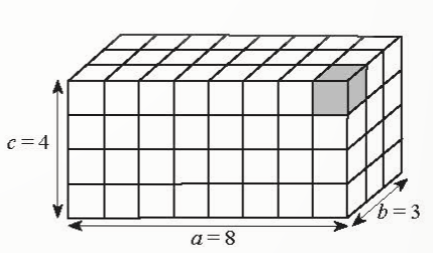 c = 4
b = 3
a = 8